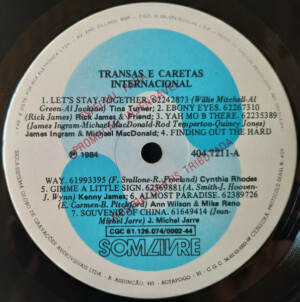 TRANSAS E CARETAS
INTERNACIONAL
1. LET'S STAY TOGETHER 62242873 (Willie Mitchell-Al
Green-Al Jackson) Tina Turner; 2. EBONY EYES. 62267310
(Rick James) Rick James & Friend; 3. YAH MO B THERE. 62235389
(James Ingram-Michael MacDonald-Rod Temperton-Quincy Jones)
James Ingram & Michael MacDonald; 4. FINDING OUT THE HARD
℗ 1984
404.7211-A
WAY. 61993395 (F. Srallone-R. Freeland) Cynthia Rhodes
5. GIMME A LITTLE SIGN. 62569881 (A. Smith-J. Hooven-
J. Wynn) Kenny James; 6. ALMOST PARADISE. 62389726
(E. Carmen-B. Pitchford) Ann Wilson & Mike Reno
7. SOUVENIR OF CHINA. 61649414 (Jean-
Michel Jarre) J. Michel Jarre
CGC 61.126.074/0002-44
SOM LIVRE